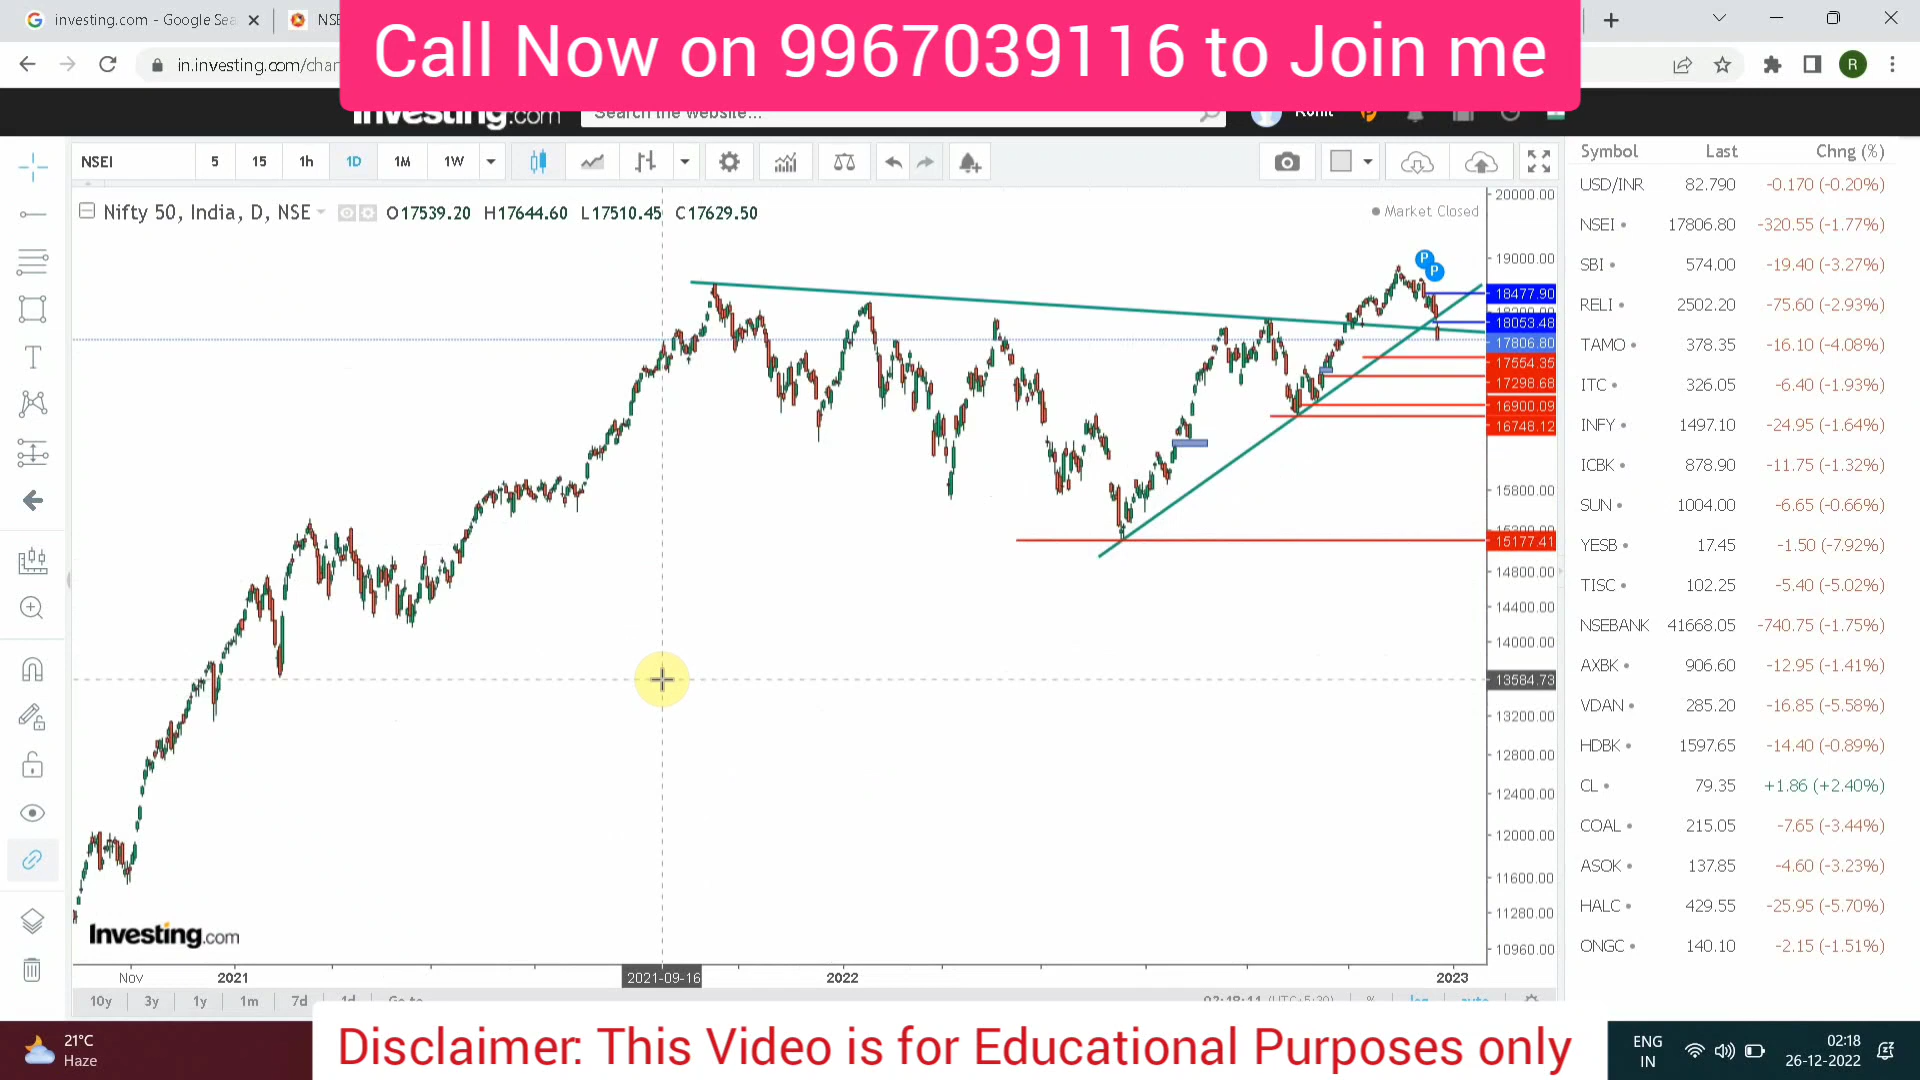 investing.com - Google Sea
NSE
Call Now on 9967039116 to Join me
in.investing.com/char
R
Investing.com
Search the website...
Rohit
NSEI 5 15 1h 1D 1M 1W
Nifty 50, India, D, NSE O17539.20 H17644.60 L17510.45 C17629.50
Market Closed
P
P
20000.00
19000.00
18477.90
18053.48
17806.80
17554.35
17298.68
16900.09
16748.12
15800.00
15177.41
14800.00
14400.00
14000.00
13584.73
13200.00
12800.00
12400.00
12000.00
11600.00
11280.00
10960.00
Investing.com
Nov 2021 2021-09-16 2022 2023
10y 3y 1y 1m 7d 1d Go to
% log auto
Symbol Last Chng (%)
USD/INR 82.790 -0.170 (-0.20%)
NSEI 17806.80 -320.55 (-1.77%)
SBI 574.00 -19.40 (-3.27%)
RELI 2502.20 -75.60 (-2.93%)
TAMO 378.35 -16.10 (-4.08%)
ITC 326.05 -6.40 (-1.93%)
INFY 1497.10 -24.95 (-1.64%)
ICBK 878.90 -11.75 (-1.32%)
SUN 1004.00 -6.65 (-0.66%)
YESB 17.45 -1.50 (-7.92%)
TISC 102.25 -5.40 (-5.02%)
NSEBANK 41668.05 -740.75 (-1.75%)
AXBK 906.60 -12.95 (-1.41%)
VDAN 285.20 -16.85 (-5.58%)
HDBK 1597.65 -14.40 (-0.89%)
CL 79.35 +1.86 (+2.40%)
COAL 215.05 -7.65 (-3.44%)
ASOK 137.85 -4.60 (-3.23%)
HALC 429.55 -25.95 (-5.70%)
ONGC 140.10 -2.15 (-1.51%)
21°C
Haze
Disclaimer: This Video is for Educational Purposes only
ENG
IN
02:18
26-12-2022